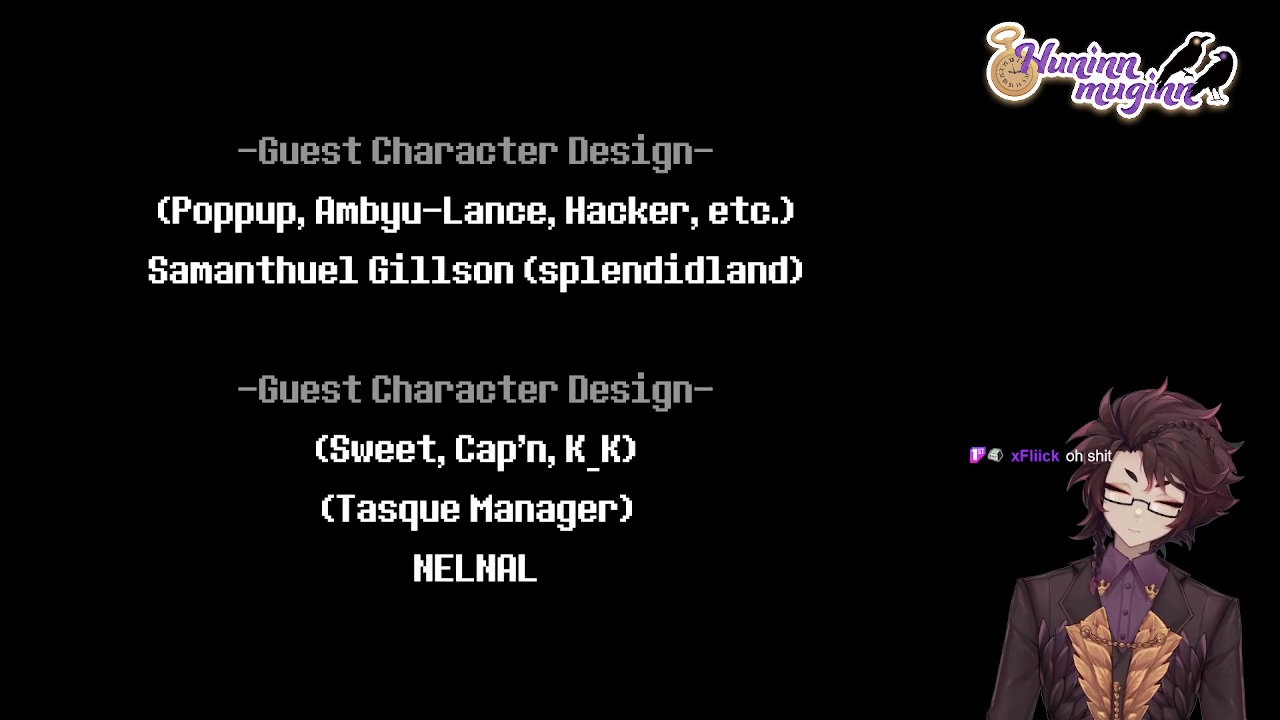 Huninn
muginn
-Guest Character Design-
(Poppup, Ambyu-Lance, Hacker, etc.)
Samanthuel Gillson (splendidland)
-Guest Character Design-
(Sweet, Cap'n, K_K)
(Tasque Manager)
NELNAL
1ST xFliick oh shit